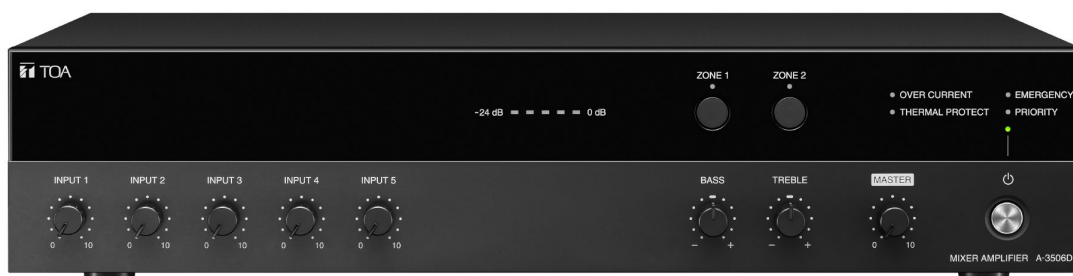 TOA
ZONE 1 ZONE 2
OVER CURRENT EMERGENCY
THERMAL PROTECT PRIORITY
-24 dB 0 dB
INPUT 1 INPUT 2 INPUT 3 INPUT 4 INPUT 5 BASS TREBLE MASTER
0 10 0 10 0 10 0 10 0 10 − + − + 0 10
MIXER AMPLIFIER A-3506D